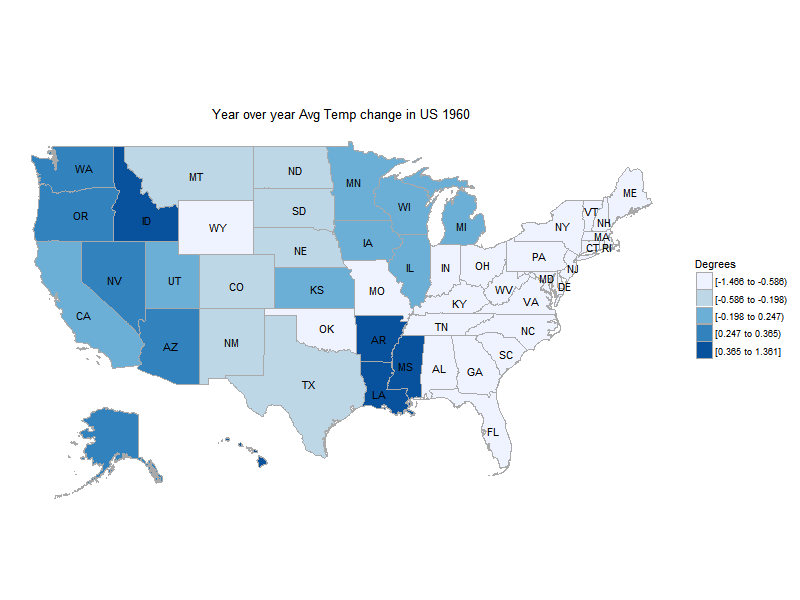 Year over year Avg Temp change in US 1960
WA
MT
ND
MN
ME
OR
ID
SD
WI
MI
VT
NH
NY
WY
MA
IA
NE
CT RI
PA
NV
UT
CO
KS
MO
IL
IN
OH
NJ
MD
DE
WV
VA
KY
CA
AZ
NM
OK
AR
TN
NC
SC
TX
LA
MS
AL
GA
FL
Degrees
[-1.466 to -0.586)
[-0.586 to -0.198)
[-0.198 to 0.247)
[0.247 to 0.365)
[0.365 to 1.361]